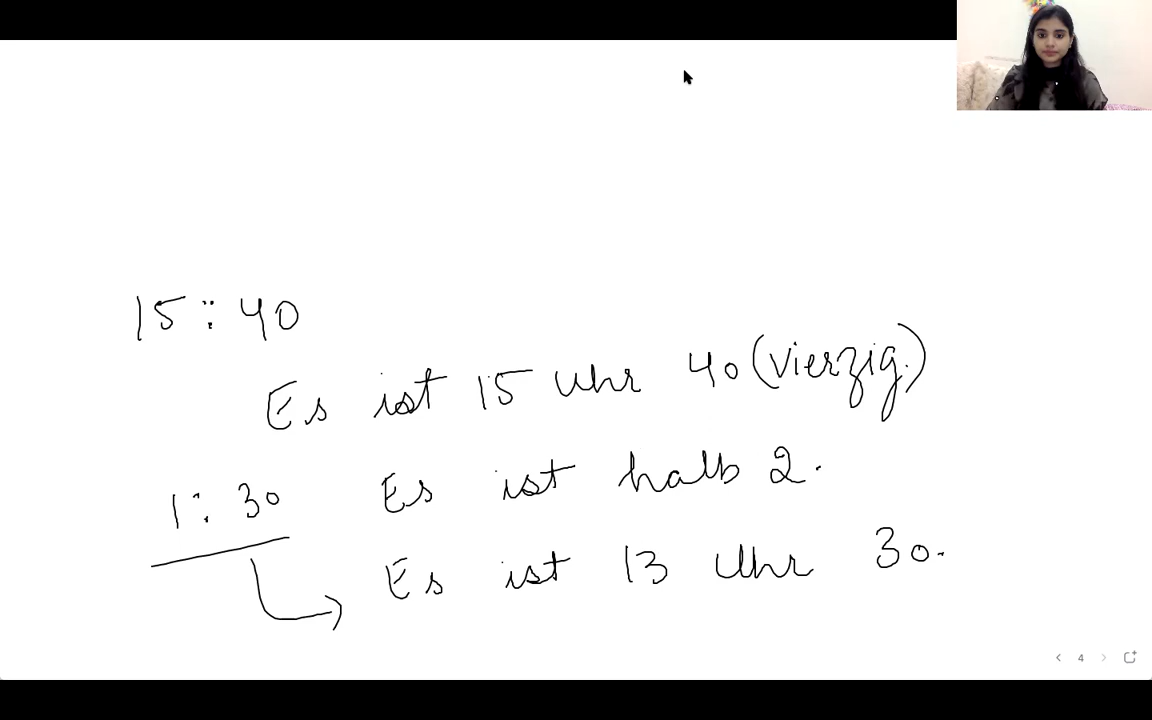 15:40
Es ist 15 Uhr 40 (vierzig.)
1:30 Es ist halb 2.
Es ist 13 Uhr 30.
4